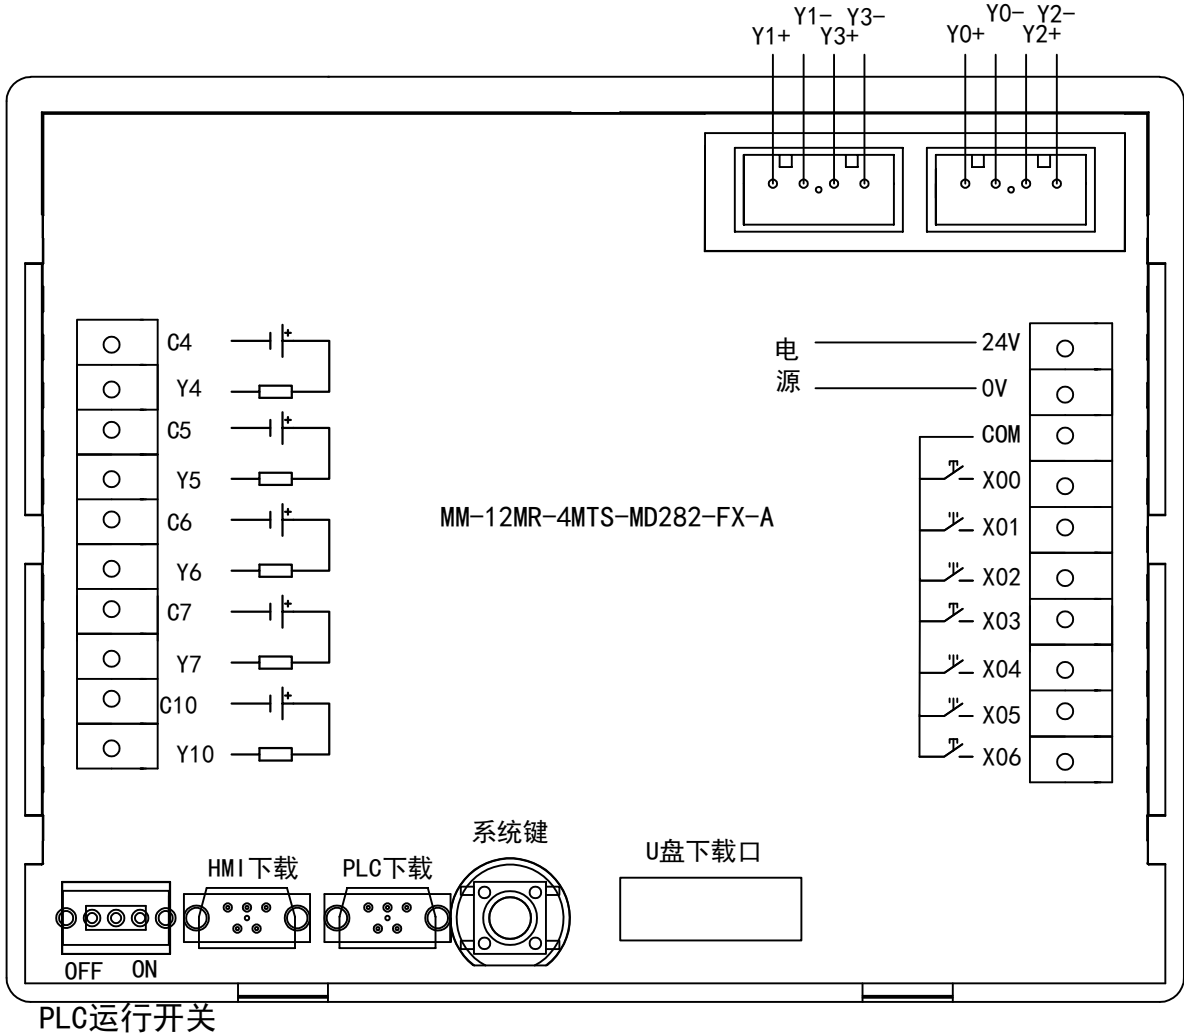 Y1- Y3-
Y1+ Y3+
Y0- Y2-
Y0+ Y2+
C4
Y4
C5
Y5
C6
Y6
C7
Y7
C10
Y10
MM-12MR-4MTS-MD282-FX-A
电源
24V
0V
COM
X00
X01
X02
X03
X04
X05
X06
HMI下载
PLC下载
系统键
U盘下载口
OFF ON
PLC运行开关